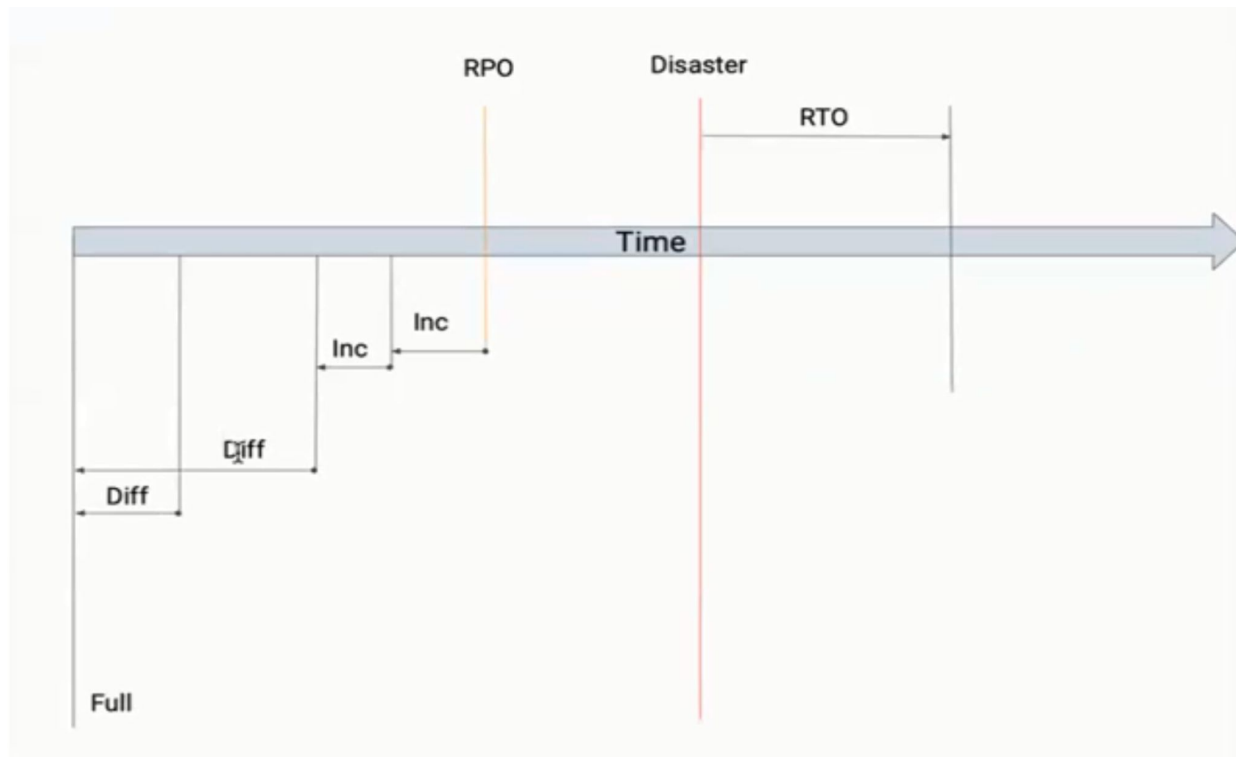 RPO
Disaster
RTO
Time
Inc
Inc
Diff
Diff
Full